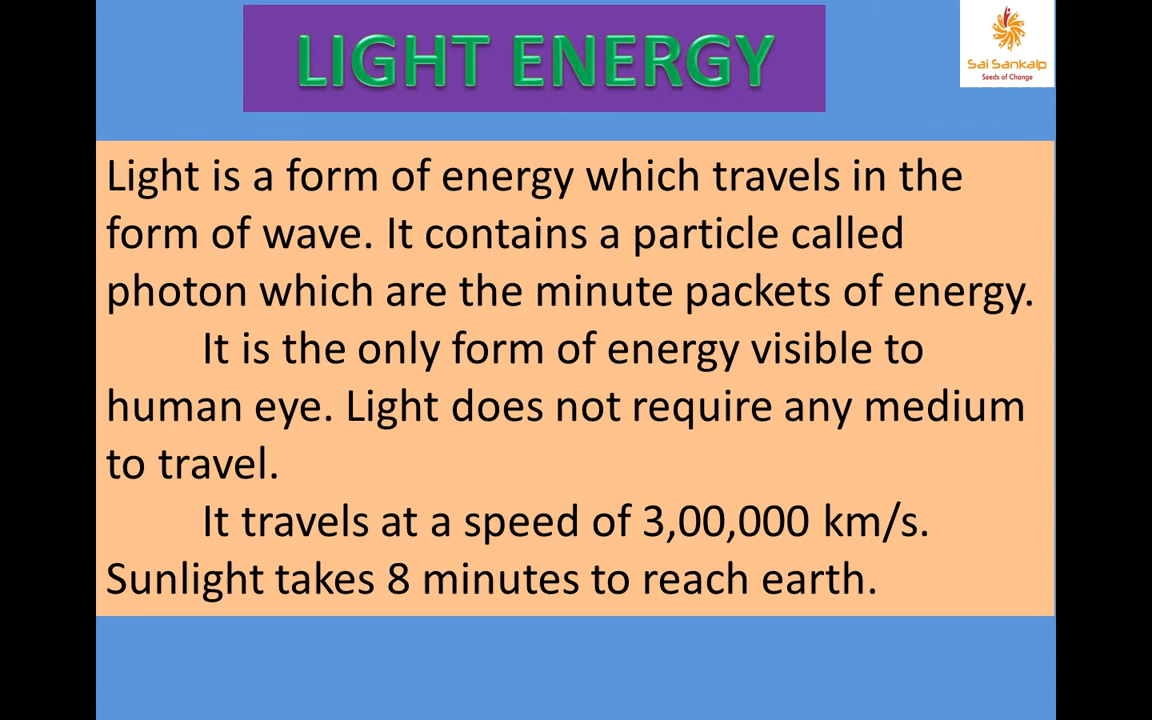 LIGHT ENERGY
Sai Sankalp
Seeds of Change
Light is a form of energy which travels in the
form of wave. It contains a particle called
photon which are the minute packets of energy.
It is the only form of energy visible to
human eye. Light does not require any medium
to travel.
It travels at a speed of 3,00,000 km/s.
Sunlight takes 8 minutes to reach earth.